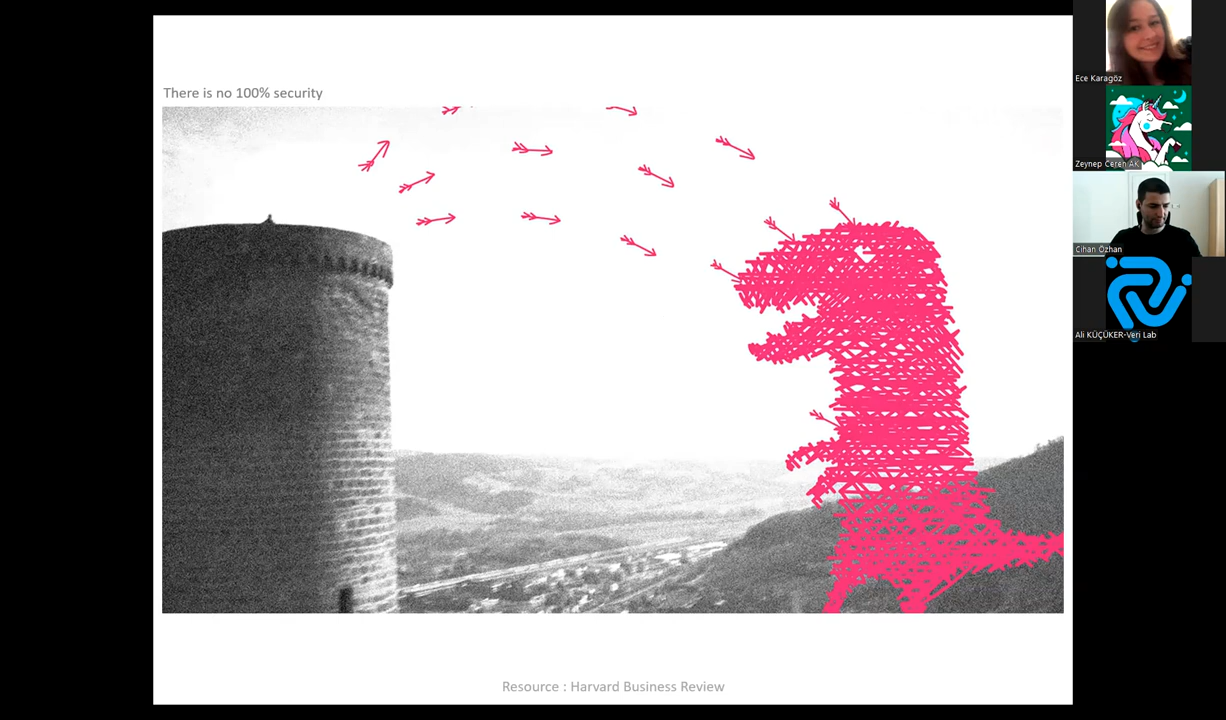 There is no 100% security
Resource : Harvard Business Review
Ece Karagöz
Zeynep Ceren AK
Cihan Özhan
Ali KÜÇÜKER-Veri Lab